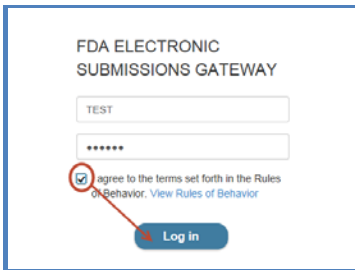 FDA ELECTRONIC
SUBMISSIONS GATEWAY
TEST
••••••
I agree to the terms set forth in the Rules
of Behavior. View Rules of Behavior
Log in